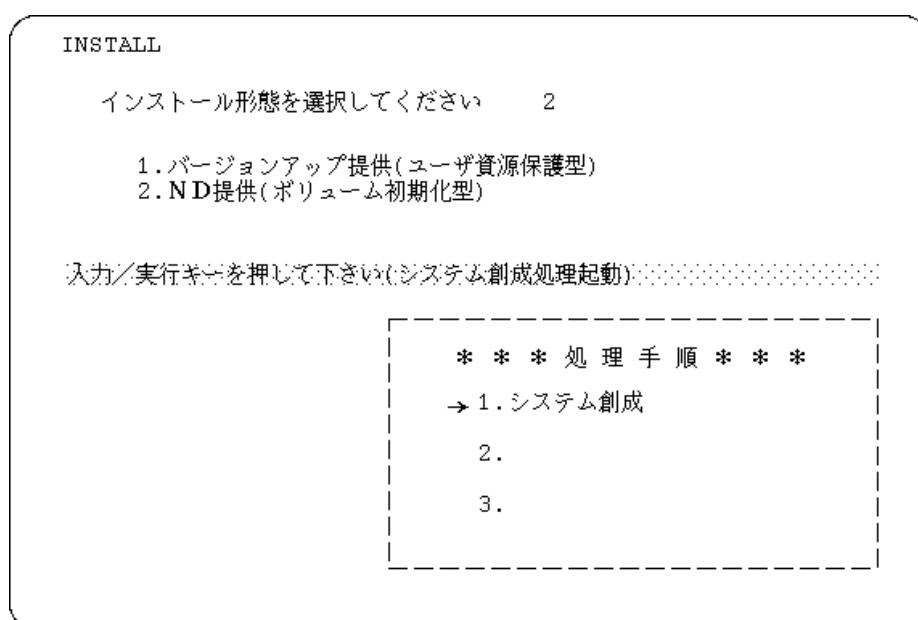 INSTALL
インストール形態を選択してください 2
1.バージョンアップ提供(ユーザ資源保護型)
2.ND提供(ボリューム初期化型)
入力／実行キーを押して下さい(システム創成処理起動)
＊ ＊ ＊ 処 理 手 順 ＊ ＊ ＊
→ 1.システム創成
2.
3.